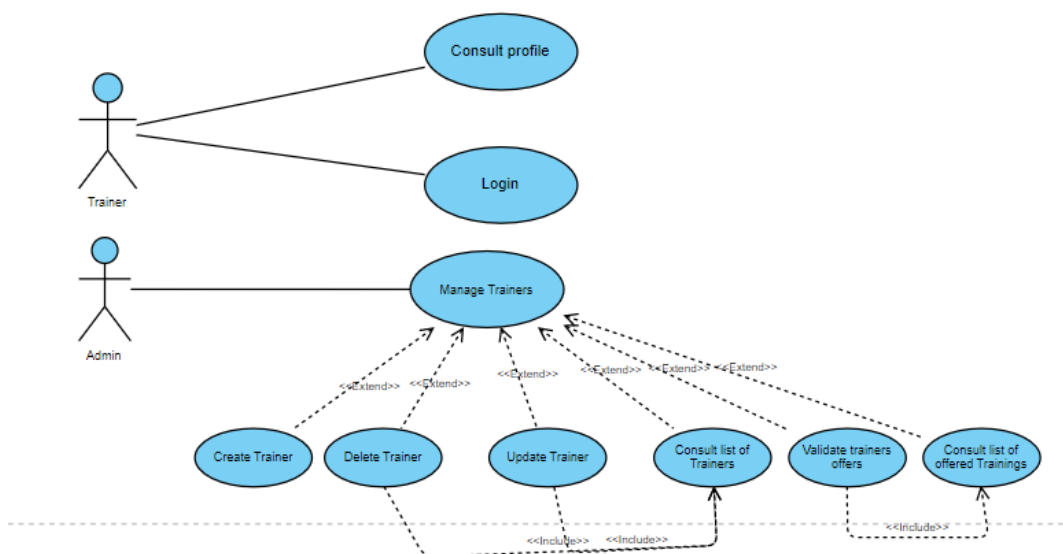 Consult profile
Login
Trainer
Manage Trainers
Admin
<<Extend>>
<<Extend>>
<<Extend>>
<<Extend>>
<<Extend>>
<<Extend>>
Create Trainer
Delete Trainer
Update Trainer
Consult list of
Trainers
Validate trainers
offers
Consult list of
offered Trainings
<<Include>>
<<Include>>
<<Include>>